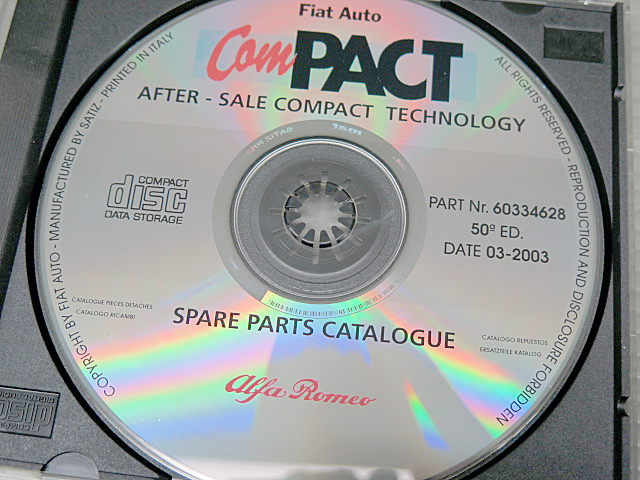 Fiat Auto
ComPACT
AFTER - SALE COMPACT TECHNOLOGY
COMPACT
disc
DATA STORAGE
PART Nr. 60334628
50ª ED.
DATE 03-2003
CATALOGUE PIECES DETACHES
CATALOGO RICAMBI
SPARE PARTS CATALOGUE
CATALOGO REPUESTOS
ERSATZTEILE KATALOG
Alfa Romeo
COPYRIGHT BY FIAT AUTO - MANUFACTURED BY SATIZ - PRINTED IN ITALY
ALL RIGHTS RESERVED - REPRODUCTION AND DISCLOSURE FORBIDDEN